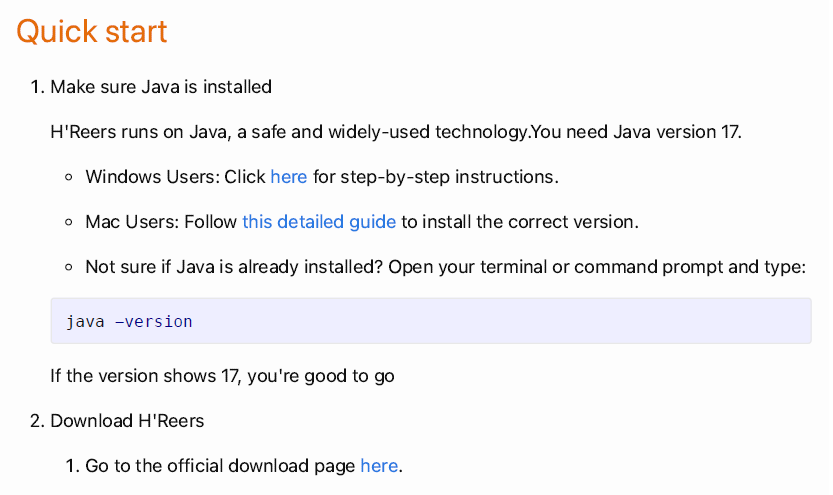 Quick start
1. Make sure Java is installed
H'Reers runs on Java, a safe and widely-used technology.You need Java version 17.
◦ Windows Users: Click here for step-by-step instructions.
◦ Mac Users: Follow this detailed guide to install the correct version.
◦ Not sure if Java is already installed? Open your terminal or command prompt and type:
java –version
If the version shows 17, you're good to go
2. Download H'Reers
1. Go to the official download page here.